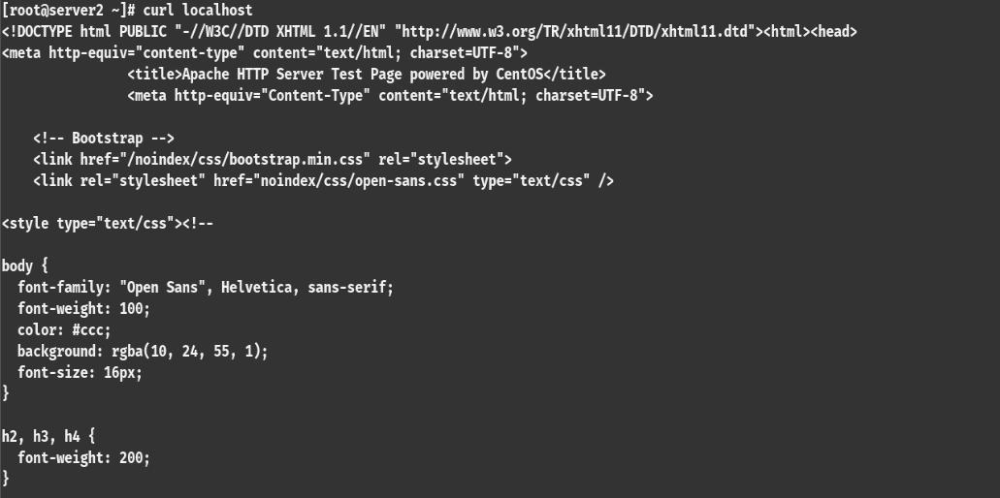 [root@server2 ~]# curl localhost
<!DOCTYPE html PUBLIC "-//W3C//DTD XHTML 1.1//EN" "http://www.w3.org/TR/xhtml11/DTD/xhtml11.dtd"><html><head>
<meta http-equiv="content-type" content="text/html; charset=UTF-8">
                <title>Apache HTTP Server Test Page powered by CentOS</title>
                <meta http-equiv="Content-Type" content="text/html; charset=UTF-8">

    <!-- Bootstrap -->
    <link href="/noindex/css/bootstrap.min.css" rel="stylesheet">
    <link rel="stylesheet" href="noindex/css/open-sans.css" type="text/css" />

<style type="text/css"><!--

body {
  font-family: "Open Sans", Helvetica, sans-serif;
  font-weight: 100;
  color: #ccc;
  background: rgba(10, 24, 55, 1);
  font-size: 16px;
}

h2, h3, h4 {
  font-weight: 200;
}